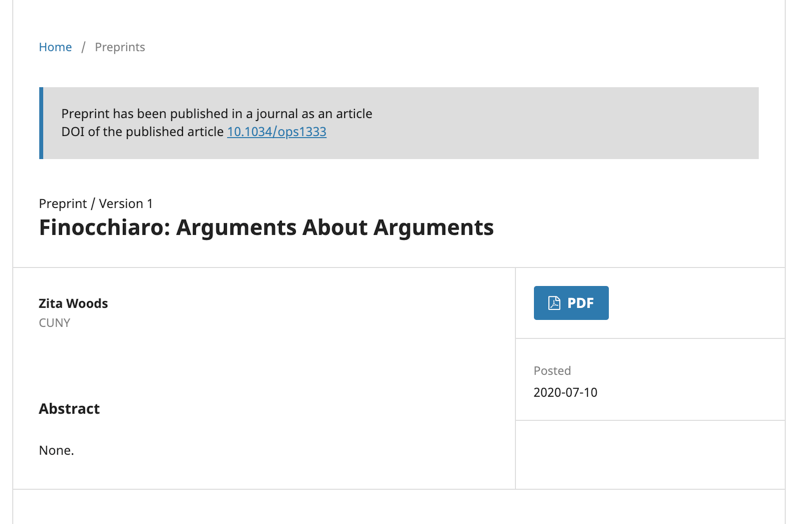 Home / Preprints
Preprint has been published in a journal as an article
DOI of the published article 10.1034/ops1333
Preprint / Version 1
Finocchiaro: Arguments About Arguments
Zita Woods
CUNY
Abstract
None.
PDF
Posted
2020-07-10